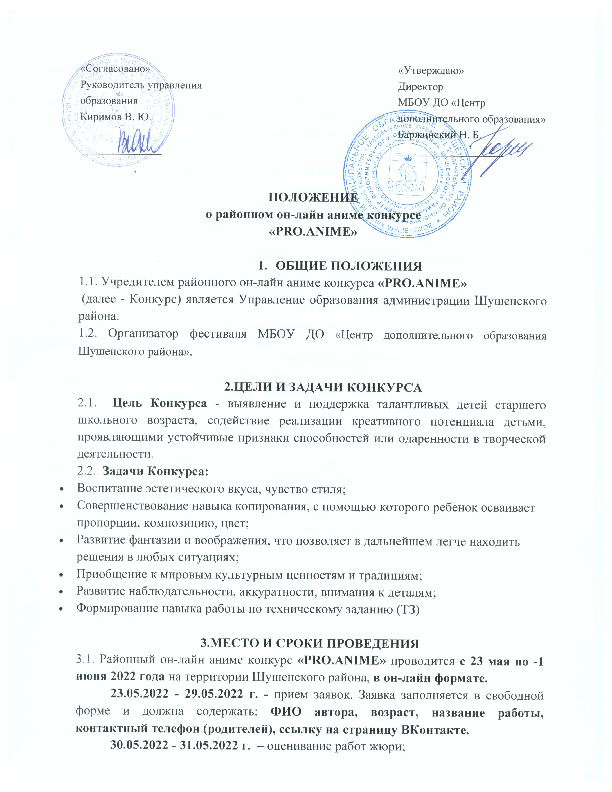 «Согласовано»
Руководитель управления
образования
Киримов В. Ю.
«Утверждаю»
Директор
МБОУ ДО «Центр
дополнительного образования»
Баржинский Н. Б.
ПОЛОЖЕНИЕ
о районном он-лайн аниме конкурсе
«PRO.ANIME»
1. ОБЩИЕ ПОЛОЖЕНИЯ
1.1. Учредителем районного он-лайн аниме конкурса «PRO.ANIME»
(далее - Конкурс) является Управление образования администрации Шушенского
района.
1.2. Организатор фестиваля МБОУ ДО «Центр дополнительного образования
Шушенского района».
2.ЦЕЛИ И ЗАДАЧИ КОНКУРСА
2.1. Цель Конкурса - выявление и поддержка талантливых детей старшего
школьного возраста, содействие реализации креативного потенциала детьми,
проявляющими устойчивые признаки способностей или одаренности в творческой
деятельности.
2.2. Задачи Конкурса:
• Воспитание эстетического вкуса, чувство стиля;
• Совершенствование навыка копирования, с помощью которого ребенок осваивает
пропорции, композицию, цвет;
• Развитие фантазии и воображения, что позволяет в дальнейшем легче находить
решения в любых ситуациях;
• Приобщение к мировым культурным ценностям и традициям;
• Развитие наблюдательности, аккуратности, внимания к деталям;
• Формирование навыка работы по техническому заданию (ТЗ)
3.МЕСТО И СРОКИ ПРОВЕДЕНИЯ
3.1. Районный он-лайн аниме конкурс «PRO.ANIME» проводится с 23 мая по -1
июня 2022 года на территории Шушенского района, в он-лайн формате.
23.05.2022 - 29.05.2022 г. - прием заявок. Заявка заполняется в свободной
форме и должна содержать: ФИО автора, возраст, название работы,
контактный телефон (родителей), ссылку на страницу ВКонтакте.
30.05.2022 - 31.05.2022 г. – оценивание работ жюри;